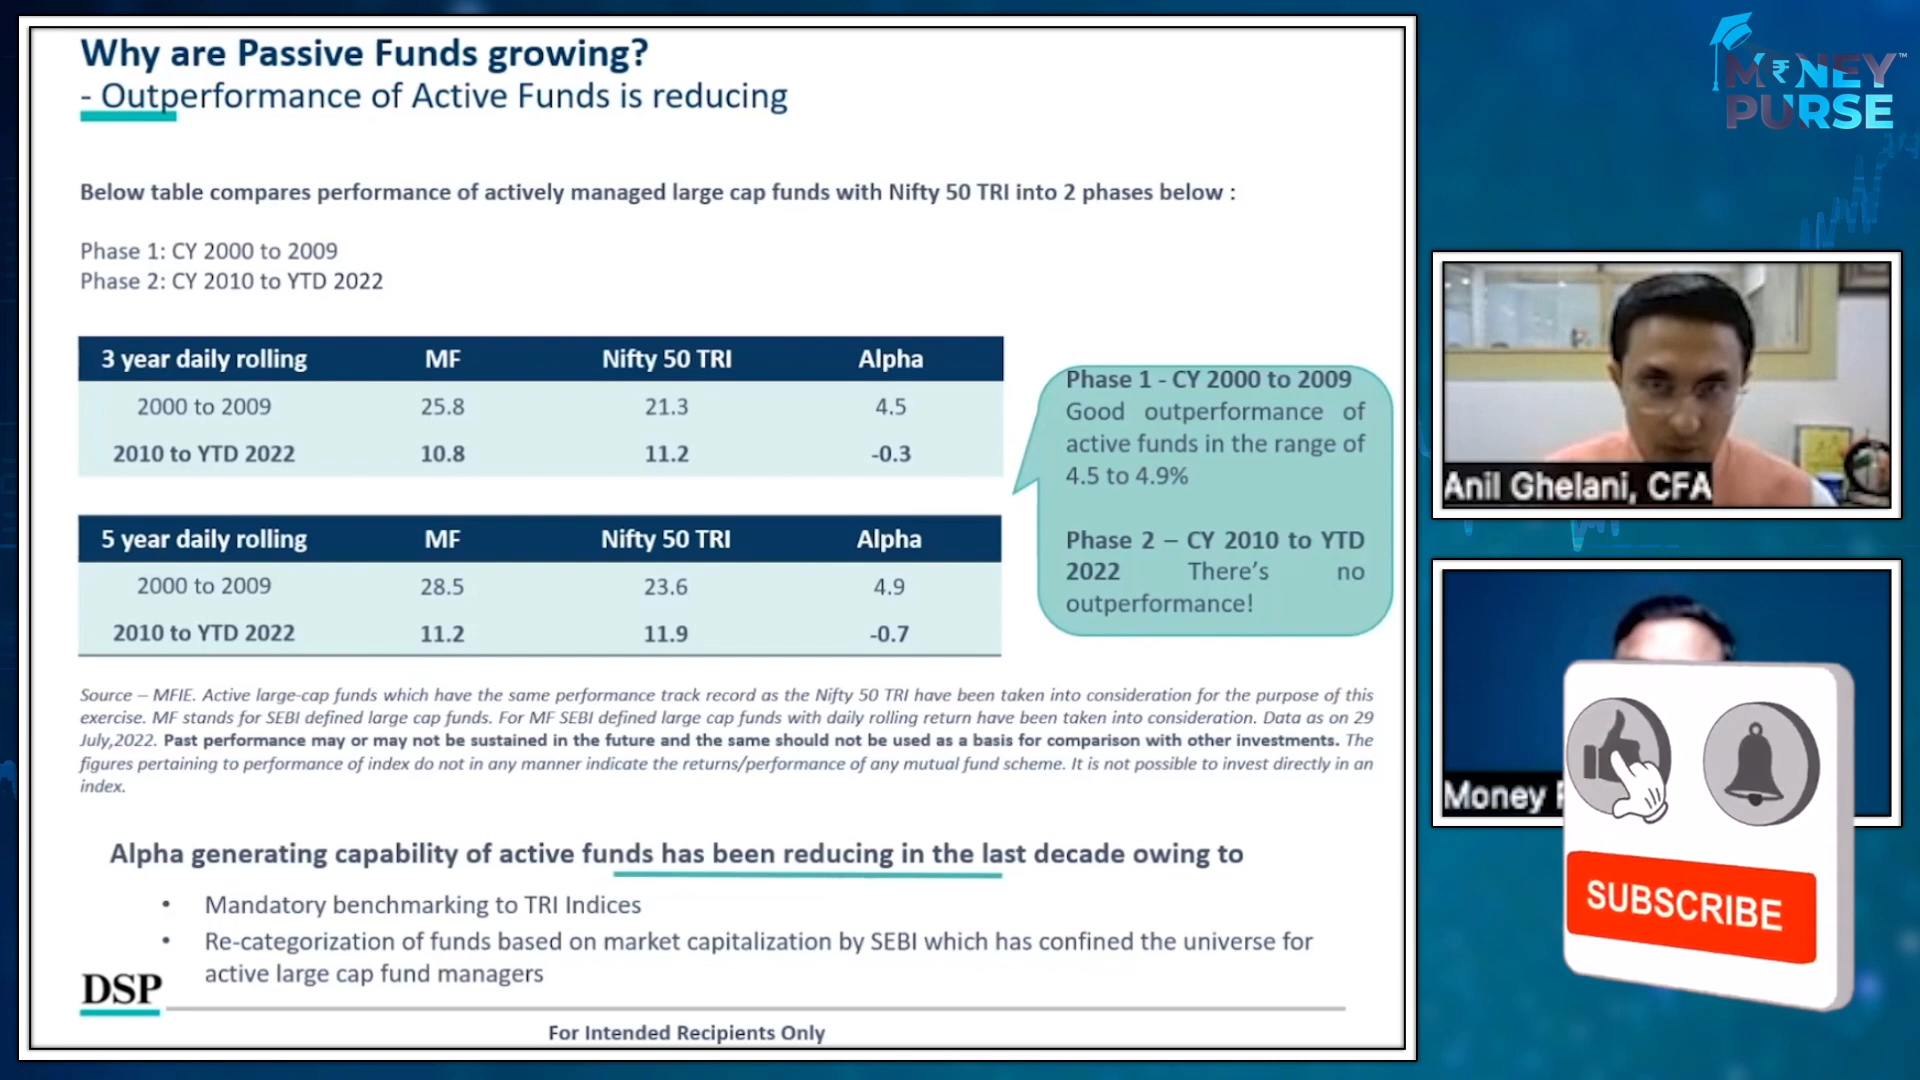 Why are Passive Funds growing?
- Outperformance of Active Funds is reducing
Below table compares performance of actively managed large cap funds with Nifty 50 TRI into 2 phases below :
Phase 1: CY 2000 to 2009
Phase 2: CY 2010 to YTD 2022
3 year daily rolling MF Nifty 50 TRI Alpha
2000 to 2009 25.8 21.3 4.5
2010 to YTD 2022 10.8 11.2 -0.3
5 year daily rolling MF Nifty 50 TRI Alpha
2000 to 2009 28.5 23.6 4.9
2010 to YTD 2022 11.2 11.9 -0.7
Phase 1 - CY 2000 to 2009
Good outperformance of
active funds in the range of
4.5 to 4.9%
Phase 2 – CY 2010 to YTD
2022 There's no
outperformance!
Source – MFIE. Active large-cap funds which have the same performance track record as the Nifty 50 TRI have been taken into consideration for the purpose of this
exercise. MF stands for SEBI defined large cap funds. For MF SEBI defined large cap funds with daily rolling return have been taken into consideration. Data as on 29
July,2022. Past performance may or may not be sustained in the future and the same should not be used as a basis for comparison with other investments. The
figures pertaining to performance of index do not in any manner indicate the returns/performance of any mutual fund scheme. It is not possible to invest directly in an
index.
Alpha generating capability of active funds has been reducing in the last decade owing to
• Mandatory benchmarking to TRI Indices
• Re-categorization of funds based on market capitalization by SEBI which has confined the universe for
active large cap fund managers
DSP
For Intended Recipients Only
M₹NEY™
PURSE
Anil Ghelani, CFA
Money
SUBSCRIBE